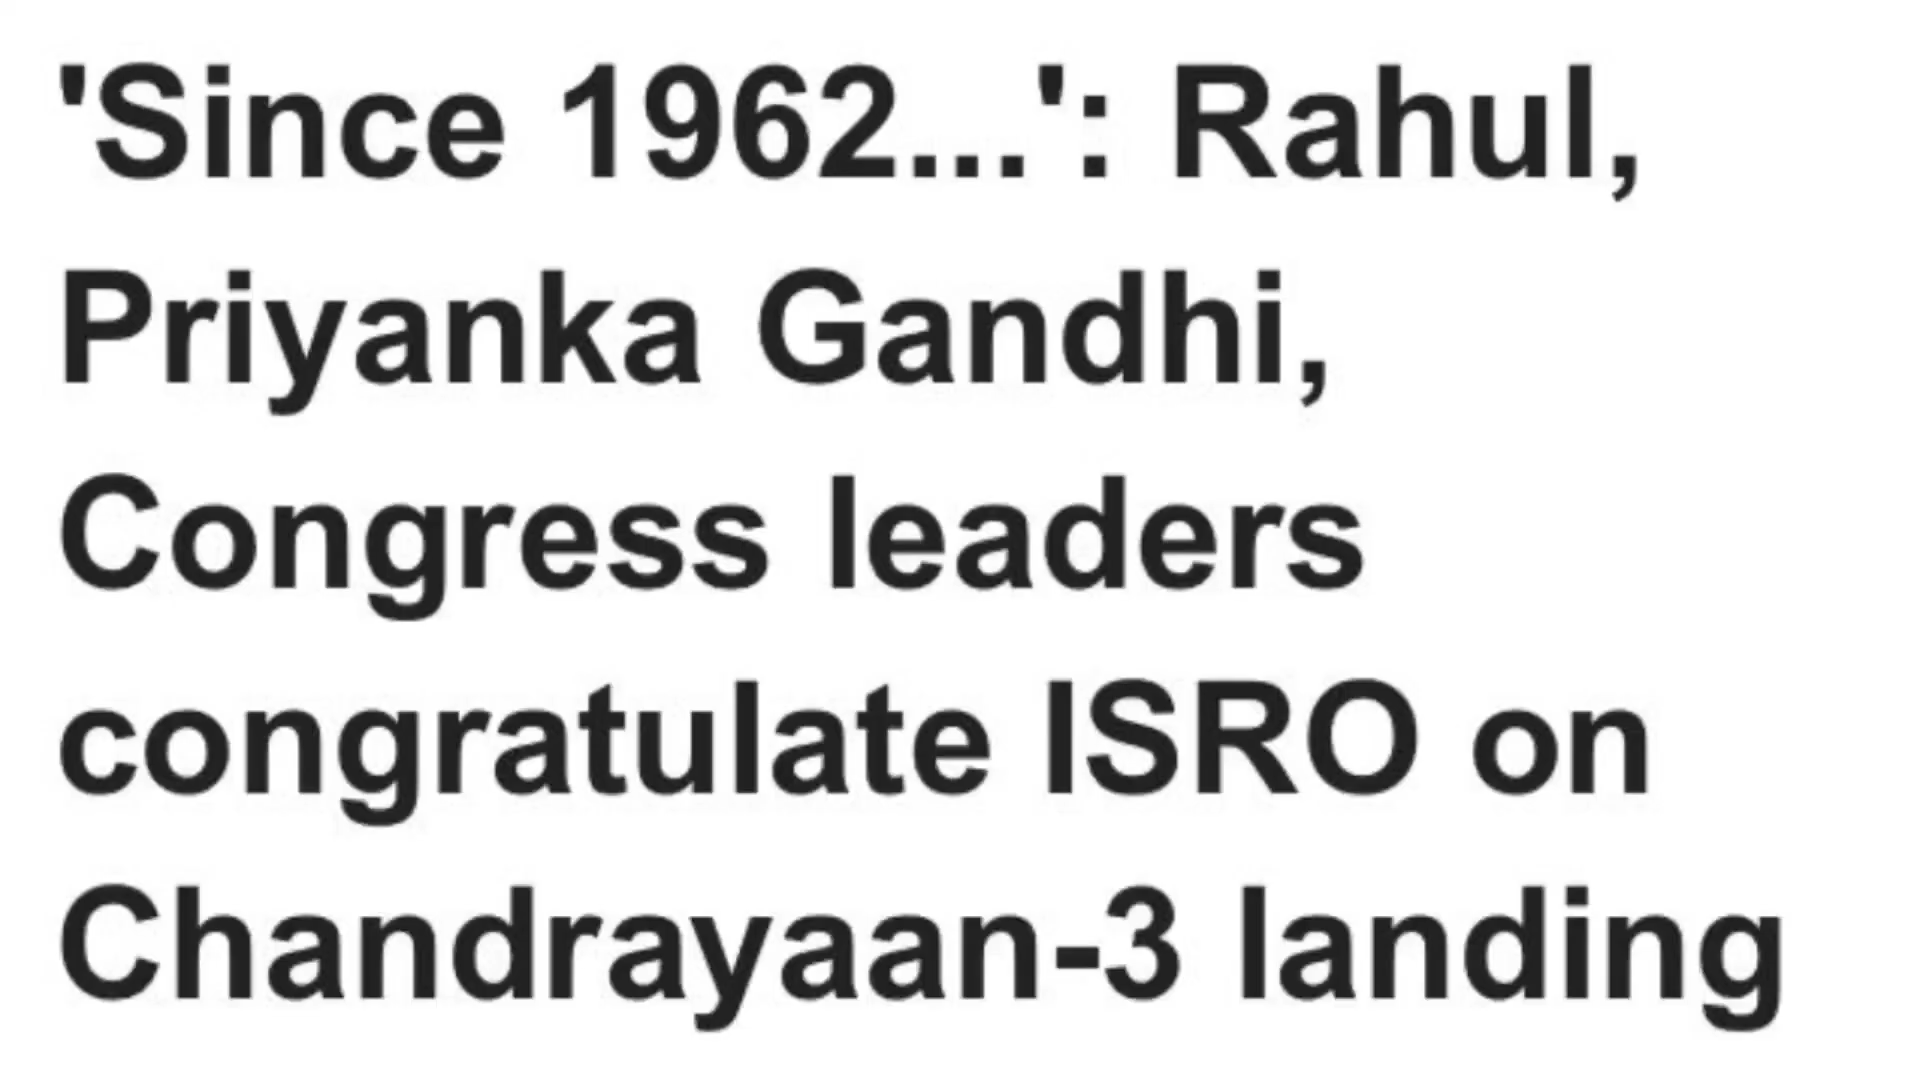 'Since 1962...': Rahul,
Priyanka Gandhi,
Congress leaders
congratulate ISRO on
Chandrayaan-3 landing